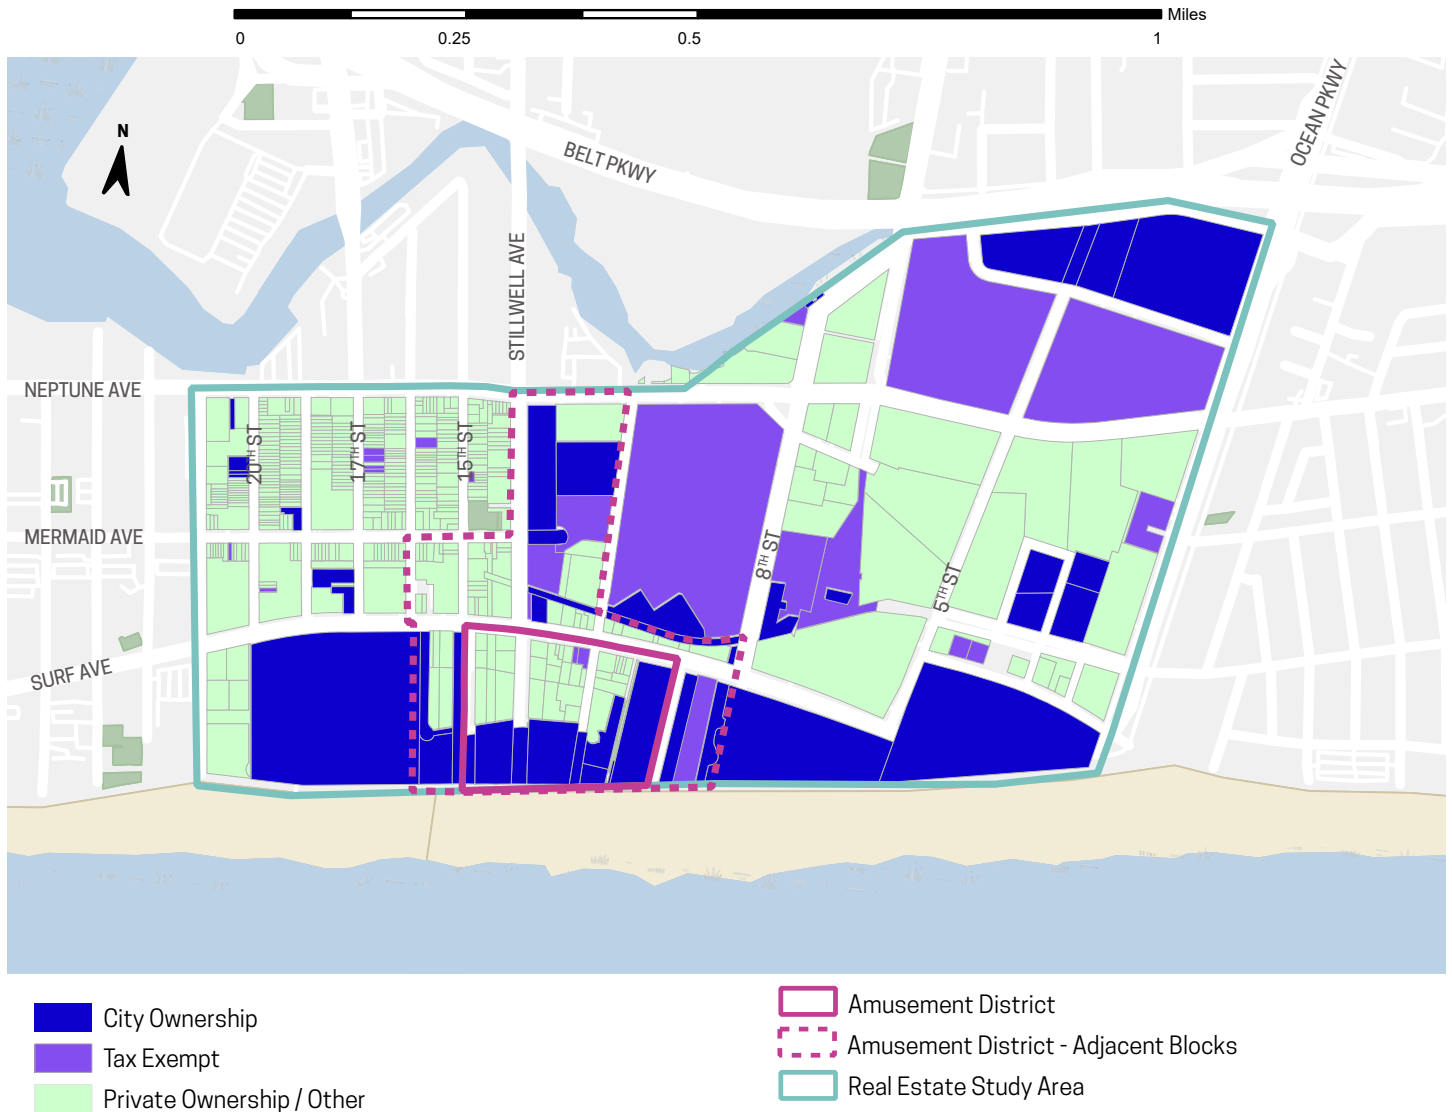 Miles
0 0.25 0.5 1
OCEAN PKWY
N
BELT PKWY
STILLWELL AVE
NEPTUNE AVE
20TH ST
17TH ST
15TH ST
MERMAID AVE
8TH ST
5TH ST
SURF AVE
City Ownership
Tax Exempt
Private Ownership / Other
Amusement District
Amusement District - Adjacent Blocks
Real Estate Study Area